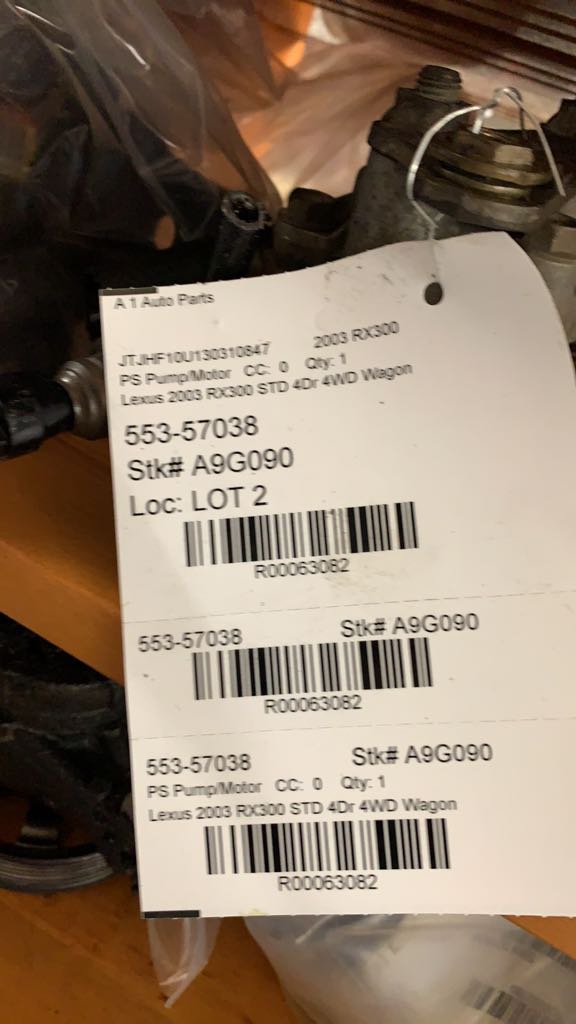 A 1 Auto Parts
JTJHF10U130310847 2003 RX300
PS Pump/Motor CC: 0 Qty: 1
Lexus 2003 RX300 STD 4Dr 4WD Wagon
553-57038
Stk# A9G090
Loc: LOT 2
R00063082
553-57038 Stk# A9G090
R00063082
553-57038 Stk# A9G090
PS Pump/Motor CC: 0 Qty: 1
Lexus 2003 RX300 STD 4Dr 4WD Wagon
R00063082